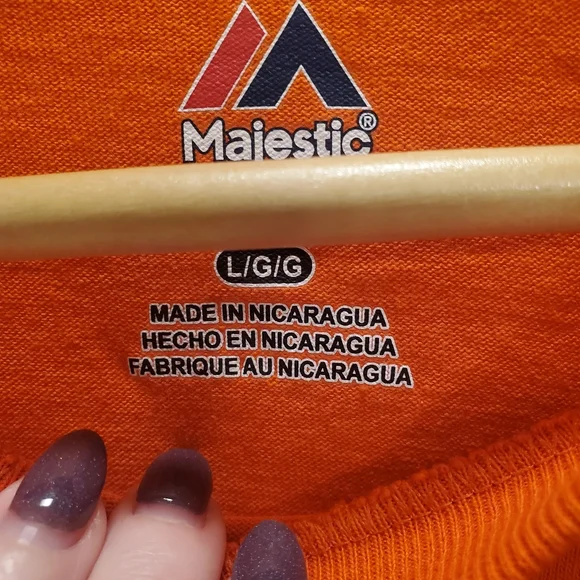 Majestic®
L/G/G
MADE IN NICARAGUA
HECHO EN NICARAGUA
FABRIQUE AU NICARAGUA